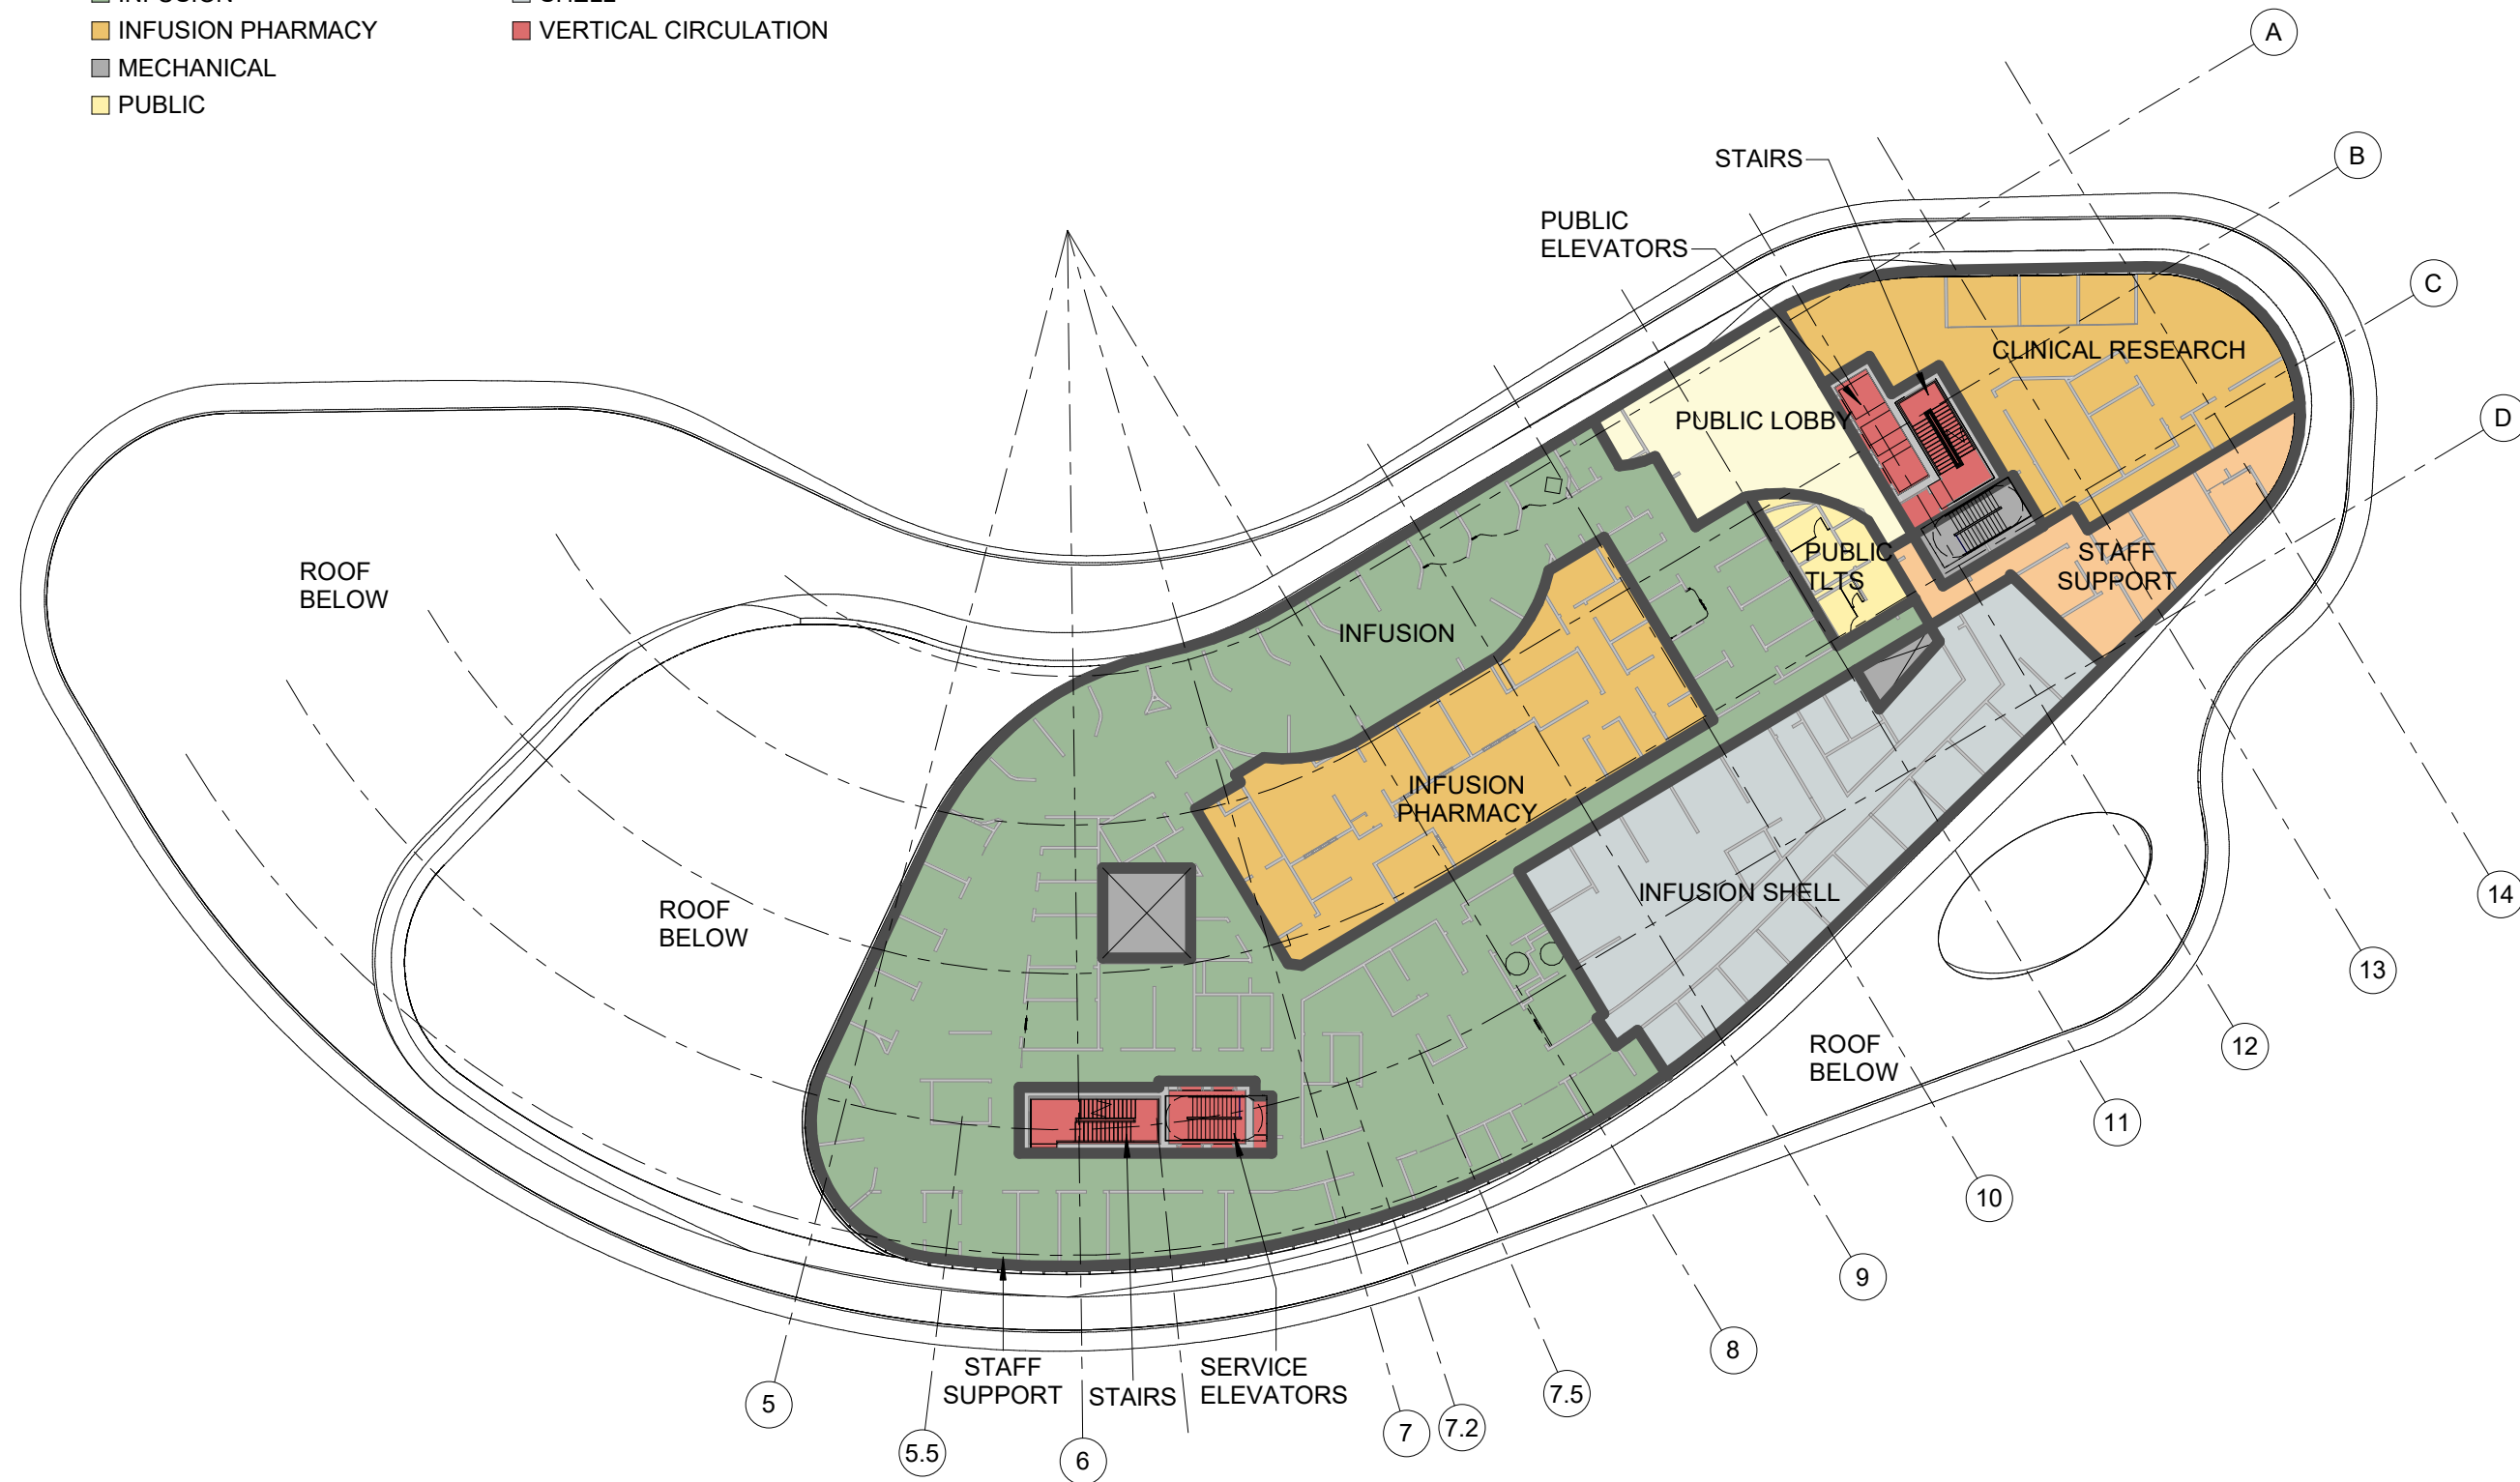 INFUSION
SHELL
INFUSION PHARMACY
VERTICAL CIRCULATION
MECHANICAL
PUBLIC
A
B
C
D
STAIRS
PUBLIC
ELEVATORS
CLINICAL RESEARCH
PUBLIC LOBBY
PUBLIC
TLTS
STAFF
SUPPORT
ROOF
BELOW
INFUSION
INFUSION
PHARMACY
INFUSION SHELL
ROOF
BELOW
ROOF
BELOW
14
13
12
11
10
9
8
7.5
7.2
7
6
5.5
5
STAFF
SUPPORT
STAIRS
SERVICE
ELEVATORS